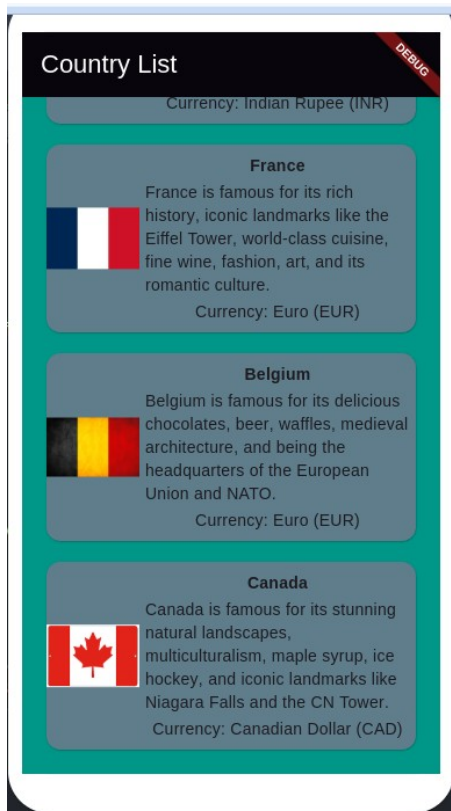 Country List
DEBUG
Currency: Indian Rupee (INR)
France
France is famous for its rich
history, iconic landmarks like the
Eiffel Tower, world-class cuisine,
fine wine, fashion, art, and its
romantic culture.
Currency: Euro (EUR)
Belgium
Belgium is famous for its delicious
chocolates, beer, waffles, medieval
architecture, and being the
headquarters of the European
Union and NATO.
Currency: Euro (EUR)
Canada
Canada is famous for its stunning
natural landscapes,
multiculturalism, maple syrup, ice
hockey, and iconic landmarks like
Niagara Falls and the CN Tower.
Currency: Canadian Dollar (CAD)